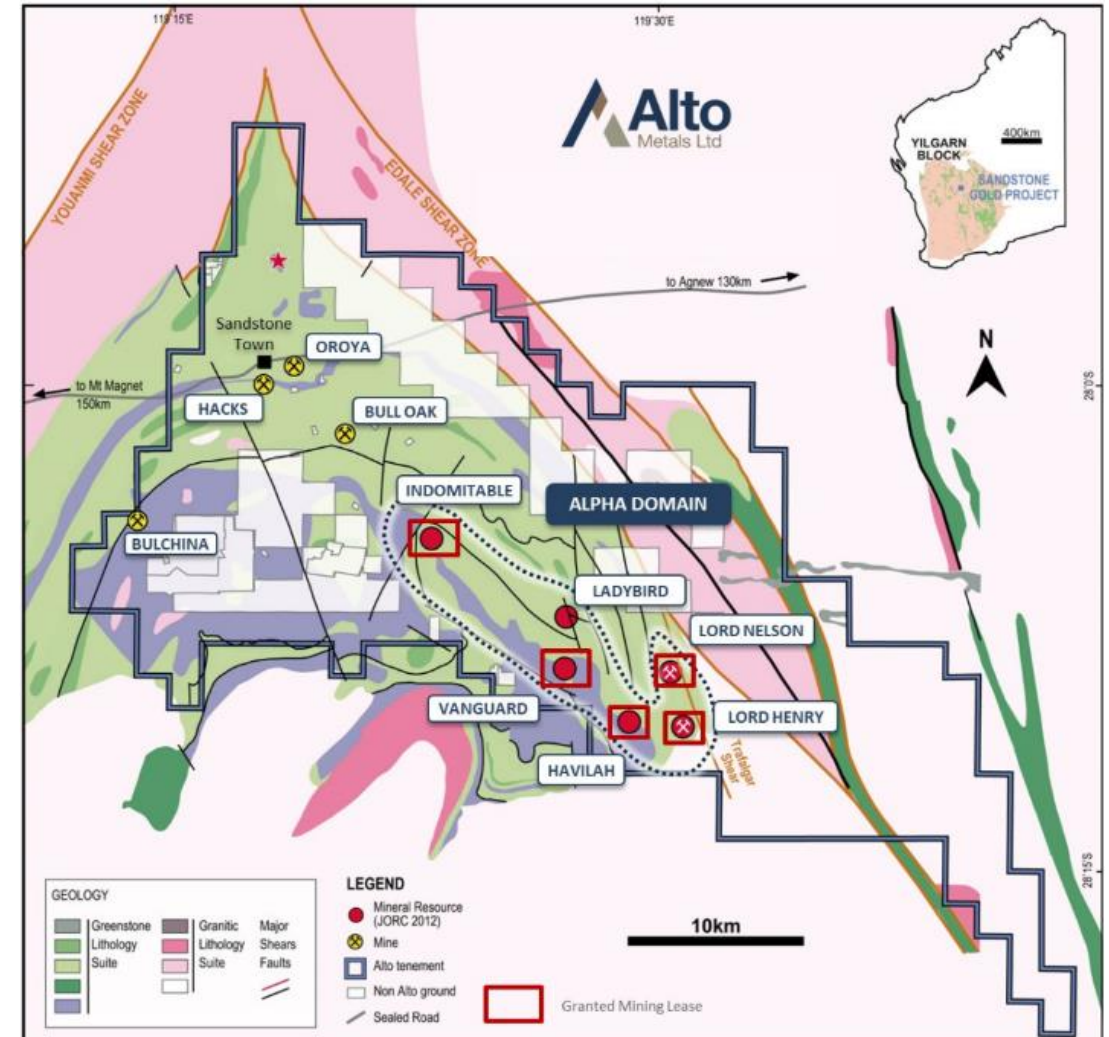 119°15'E
119°30'E
YOUANMI SHEAR ZONE
EDALE SHEAR ZONE
Alto
Metals Ltd
400km
YILGARN
BLOCK
SANDSTONE
GOLD PROJECT
to Agnew 130km
N
Sandstone
Town
OROYA
28°0'S
to Mt Magnet
150km
HACKS
BULL OAK
INDOMITABLE
ALPHA DOMAIN
BULCHINA
LADYBIRD
LORD NELSON
VANGUARD
LORD HENRY
HAVILAH
Trafalgar
Shear
28°15'S
GEOLOGY
Greenstone
Lithology
Suite
Granitic
Lithology
Suite
Major
Shears
Faults
LEGEND
Mineral Resource
(JORC 2012)
Mine
Alto tenement
Non Alto ground
Sealed Road
Granted Mining Lease
10km